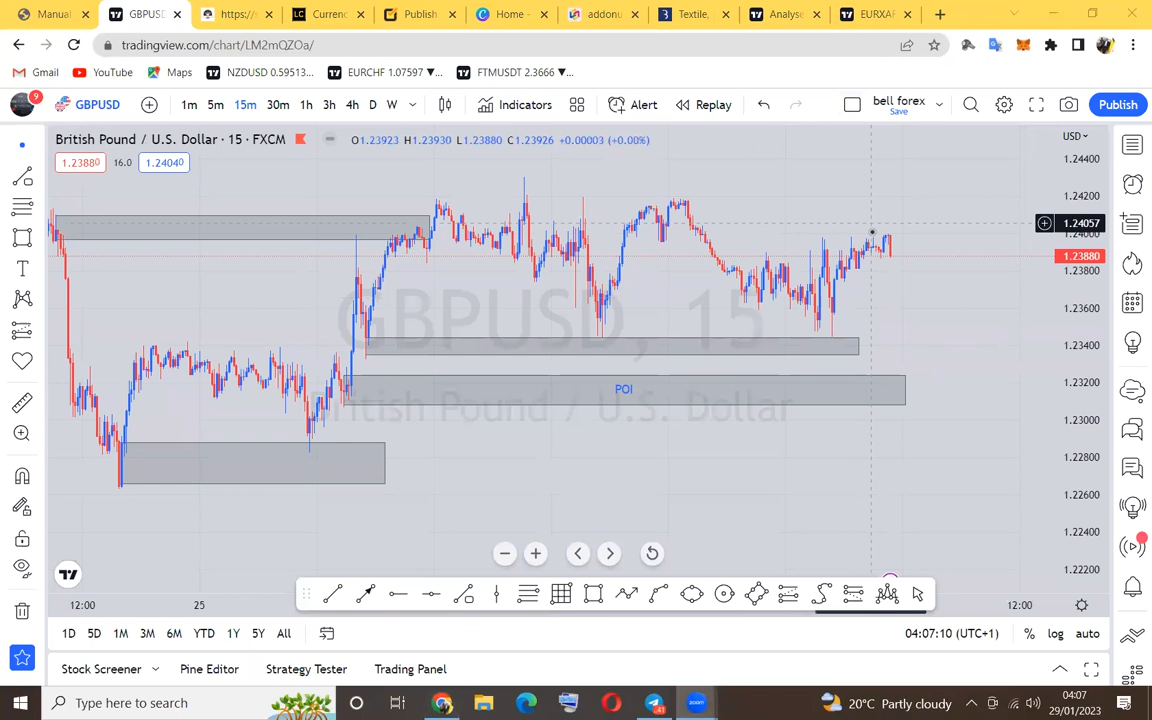 Manual
GBPUSD
https://
Currenc
Publish
Home -
addonu
Textile,
Analyse
EURXAF
tradingview.com/chart/LM2mQZOa/
Gmail
YouTube
Maps
NZDUSD 0.59513...
EURCHF 1.07597 ▼...
FTMUSDT 2.3666 ▼...
9
GBPUSD
1m 5m 15m 30m 1h 3h 4h D W
Indicators
Alert
Replay
bell forex
Save
Publish
British Pound / U.S. Dollar · 15 · FXCM
O1.23923 H1.23930 L1.23880 C1.23926 +0.00003 (+0.00%)
USD
1.23880
16.0
1.24040
1.24400
1.24200
1.24057
1.24000
1.23880
1.23800
1.23600
1.23400
1.23200
1.23000
1.22800
1.22600
1.22400
1.22200
GBPUSD, 15
British Pound / U.S. Dollar
POI
12:00
25
12:00
1D 5D 1M 3M 6M YTD 1Y 5Y All
04:07:10 (UTC+1)
% log auto
Stock Screener
Pine Editor
Strategy Tester
Trading Panel
Type here to search
20°C Partly cloudy
04:07
29/01/2023